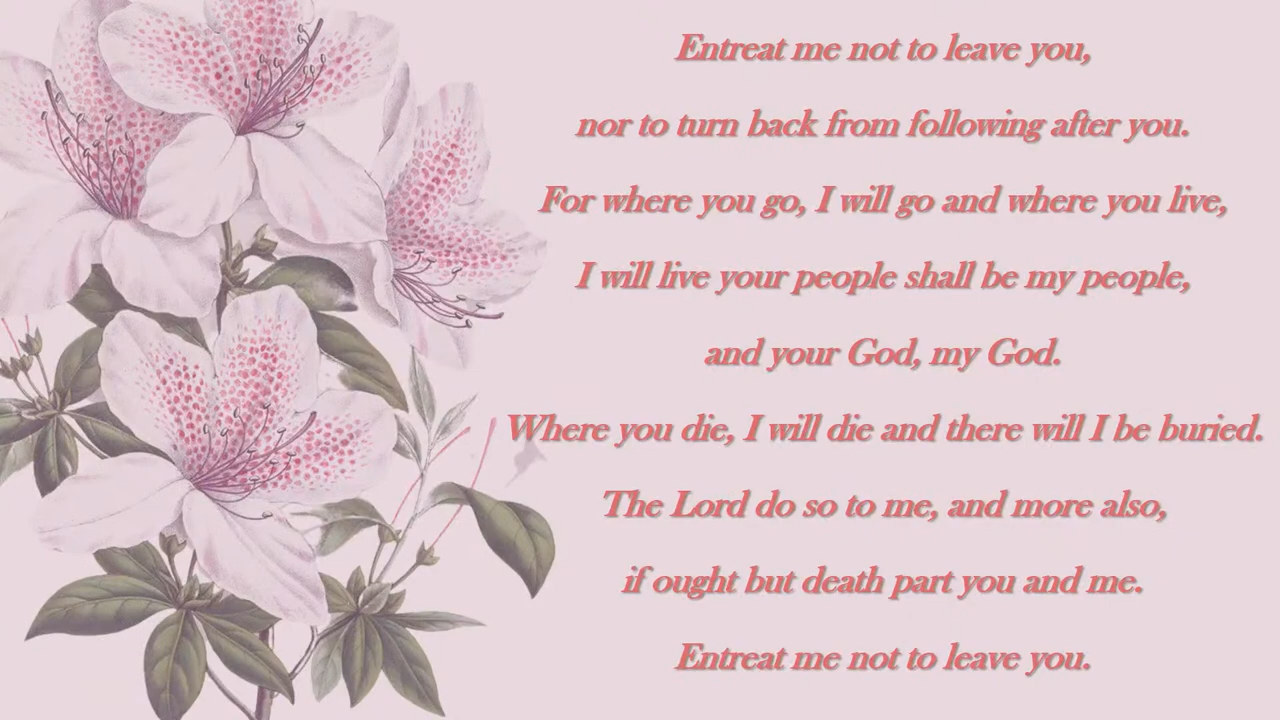 Entreat me not to leave you,
nor to turn back from following after you.
For where you go, I will go and where you live,
I will live your people shall be my people,
and your God, my God.
Where you die, I will die and there will I be buried.
The Lord do so to me, and more also,
if ought but death part you and me.
Entreat me not to leave you.